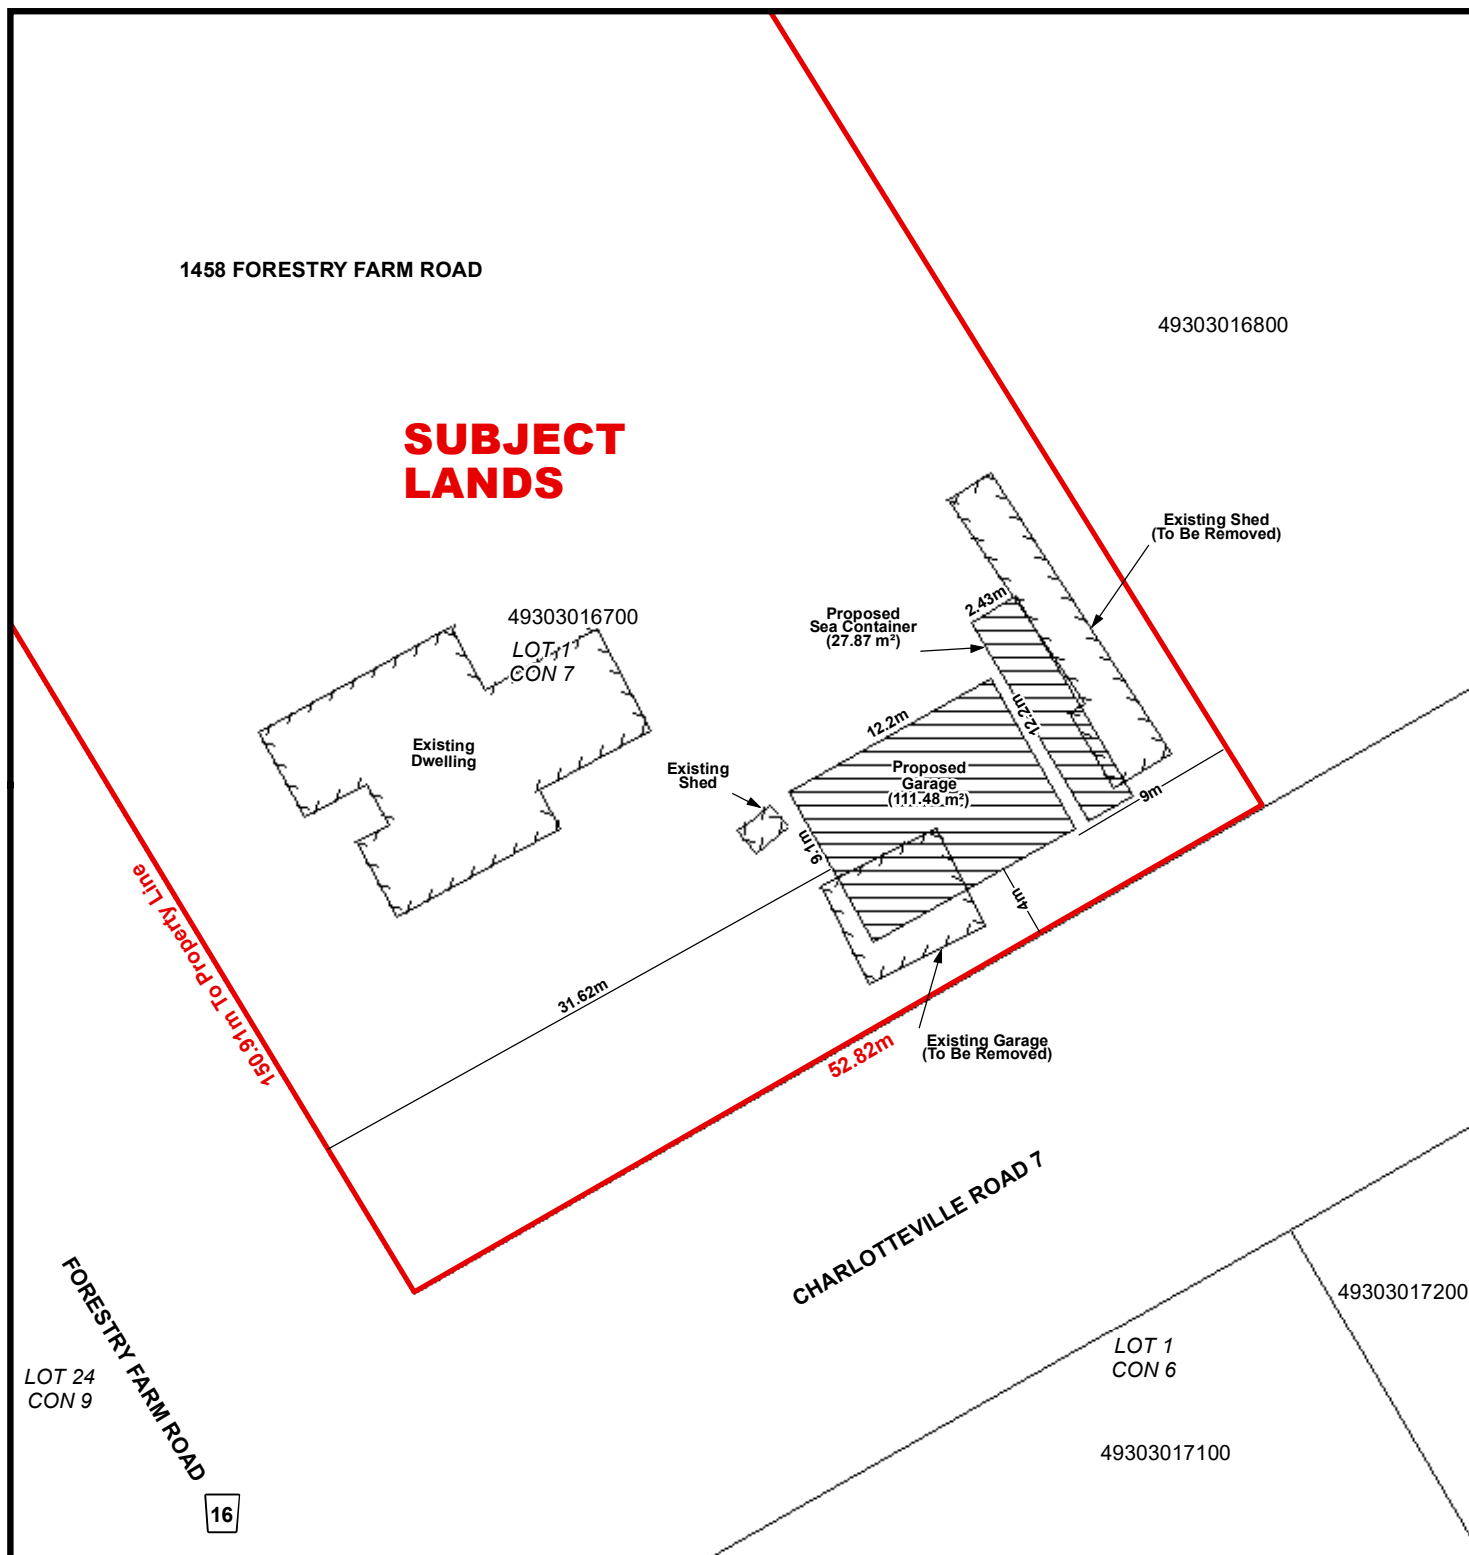 1458 FORESTRY FARM ROAD
49303016800
SUBJECT
LANDS
Existing Shed
(To Be Removed)
2.43m
Proposed
Sea Container
(27.87 m²)
49303016700
LOT 1
CON 7
12.2m
12.2m
Existing
Dwelling
Existing
Shed
Proposed
Garage
(111.48 m²)
9m
9.1m
4m
150.91m To Property Line
31.62m
52.82m
Existing Garage
(To Be Removed)
CHARLOTTEVILLE ROAD 7
FORESTRY FARM ROAD
49303017200
LOT 1
CON 6
LOT 24
CON 9
49303017100
16